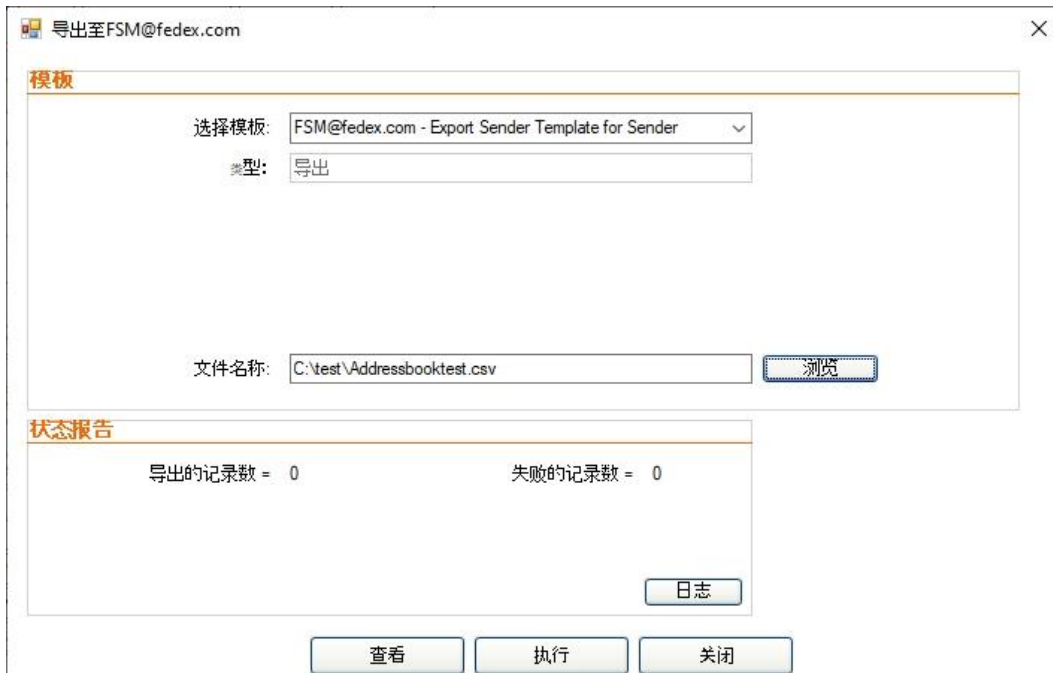 导出至FSM@fedex.com
模板
选择模板: FSM@fedex.com - Export Sender Template for Sender
类型: 导出
文件名称: C:\test\Addressbooktest.csv 浏览
状态报告
导出的记录数 = 0 失败的记录数 = 0
日志
查看 执行 关闭